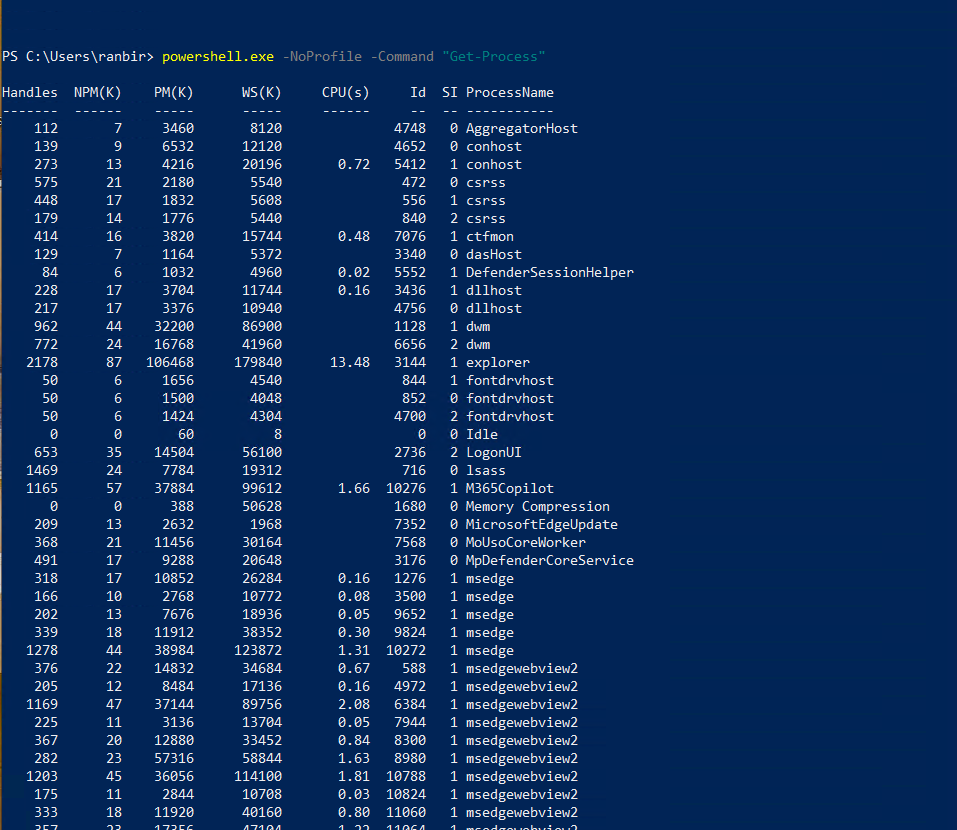 PS C:\Users\ranbir> powershell.exe -NoProfile -Command "Get-Process"
Handles  NPM(K)    PM(K)      WS(K)     CPU(s)     Id  SI ProcessName
-------  ------    -----      -----     ------     --  -- -----------
    112       7     3460       8120              4748   0 AggregatorHost
    139       9     6532      12120              4652   0 conhost
    273      13     4216      20196       0.72   5412   1 conhost
    575      21     2180       5540               472   0 csrss
    448      17     1832       5608               556   1 csrss
    179      14     1776       5440               840   2 csrss
    414      16     3820      15744       0.48   7076   1 ctfmon
    129       7     1164       5372              3340   0 dasHost
     84       6     1032       4960       0.02   5552   1 DefenderSessionHelper
    228      17     3704      11744       0.16   3436   1 dllhost
    217      17     3376      10940              4756   0 dllhost
    962      44    32200      86900              1128   1 dwm
    772      24    16768      41960              6656   2 dwm
   2178      87   106468     179840      13.48   3144   1 explorer
     50       6     1656       4540               844   1 fontdrvhost
     50       6     1500       4048               852   0 fontdrvhost
     50       6     1424       4304              4700   2 fontdrvhost
      0       0       60          8                 0   0 Idle
    653      35    14504      56100              2736   2 LogonUI
   1469      24     7784      19312               716   0 lsass
   1165      57    37884      99612       1.66  10276   1 M365Copilot
      0       0      388      50628              1680   0 Memory Compression
    209      13     2632       1968              7352   0 MicrosoftEdgeUpdate
    368      21    11456      30164              7568   0 MoUsoCoreWorker
    491      17     9288      20648              3176   0 MpDefenderCoreService
    318      17    10852      26284       0.16   1276   1 msedge
    166      10     2768      10772       0.08   3500   1 msedge
    202      13     7676      18936       0.05   9652   1 msedge
    339      18    11912      38352       0.30   9824   1 msedge
   1278      44    38984     123872       1.31  10272   1 msedge
    376      22    14832      34684       0.67    588   1 msedgewebview2
    205      12     8484      17136       0.16   4972   1 msedgewebview2
   1169      47    37144      89756       2.08   6384   1 msedgewebview2
    225      11     3136      13704       0.05   7944   1 msedgewebview2
    367      20    12880      33452       0.84   8300   1 msedgewebview2
    282      23    57316      58844       1.63   8980   1 msedgewebview2
   1203      45    36056     114100       1.81  10788   1 msedgewebview2
    175      11     2844      10708       0.03  10824   1 msedgewebview2
    333      18    11920      40160       0.80  11060   1 msedgewebview2
    357      23    17356      47104       1.22  11064   1 msedgewebview2